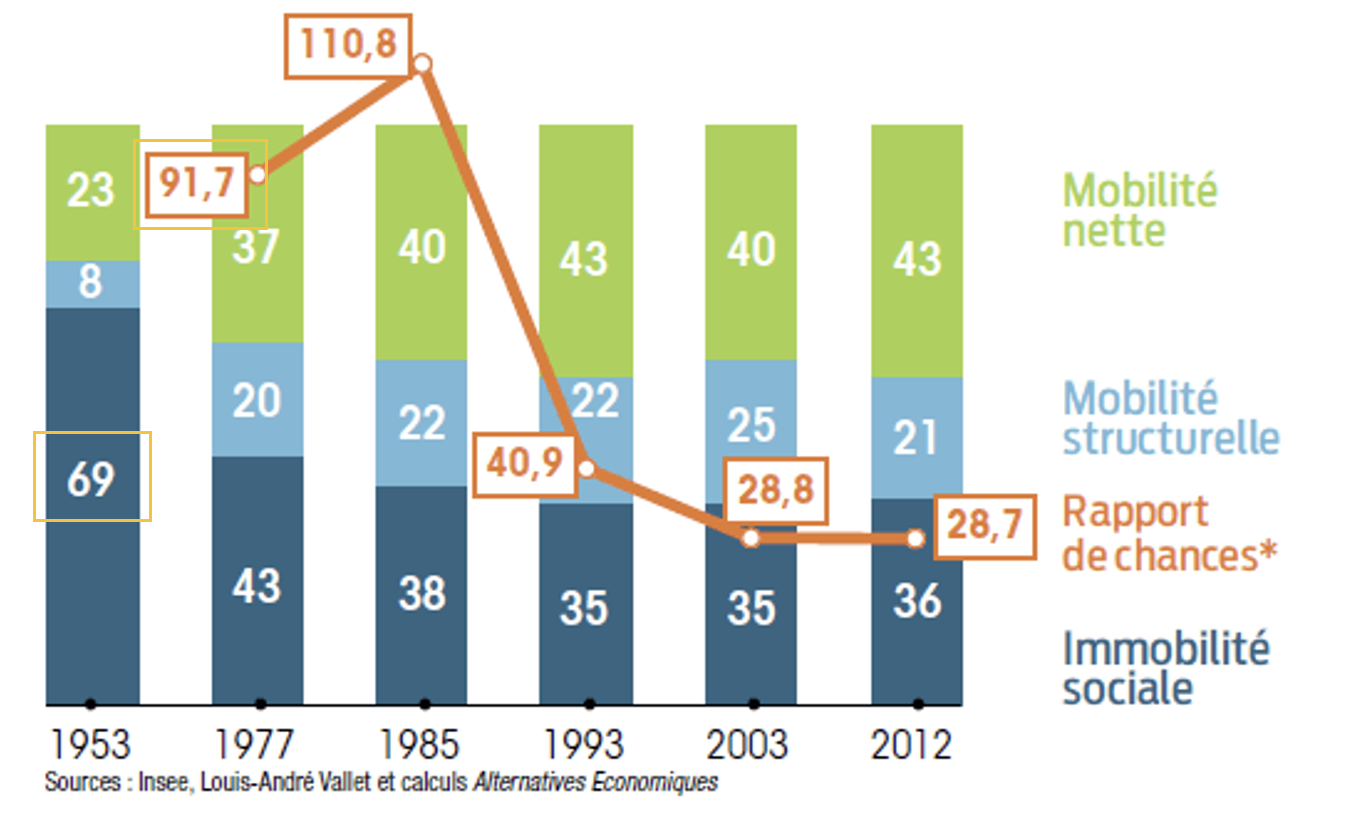 110,8
23
91,7
37
40
43
40
43
Mobilité
nette
8
20
22
22
25
21
Mobilité
structurelle
69
40,9
28,8
28,7
Rapport
de chances*
43
38
35
35
36
Immobilité
sociale
1953 1977 1985 1993 2003 2012
Sources : Insee, Louis-André Vallet et calculs Alternatives Economiques